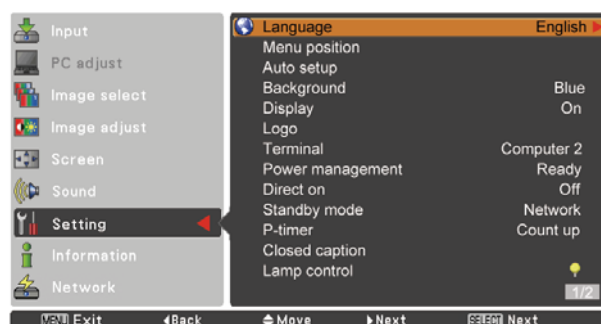 Input
PC adjust
Image select
Image adjust
Screen
Sound
Setting
Information
Network
Language English
Menu position
Auto setup
Background Blue
Display On
Logo
Terminal Computer 2
Power management Ready
Direct on Off
Standby mode Network
P-timer Count up
Closed caption
Lamp control
1/2
MENU Exit Back Move Next SELECT Next